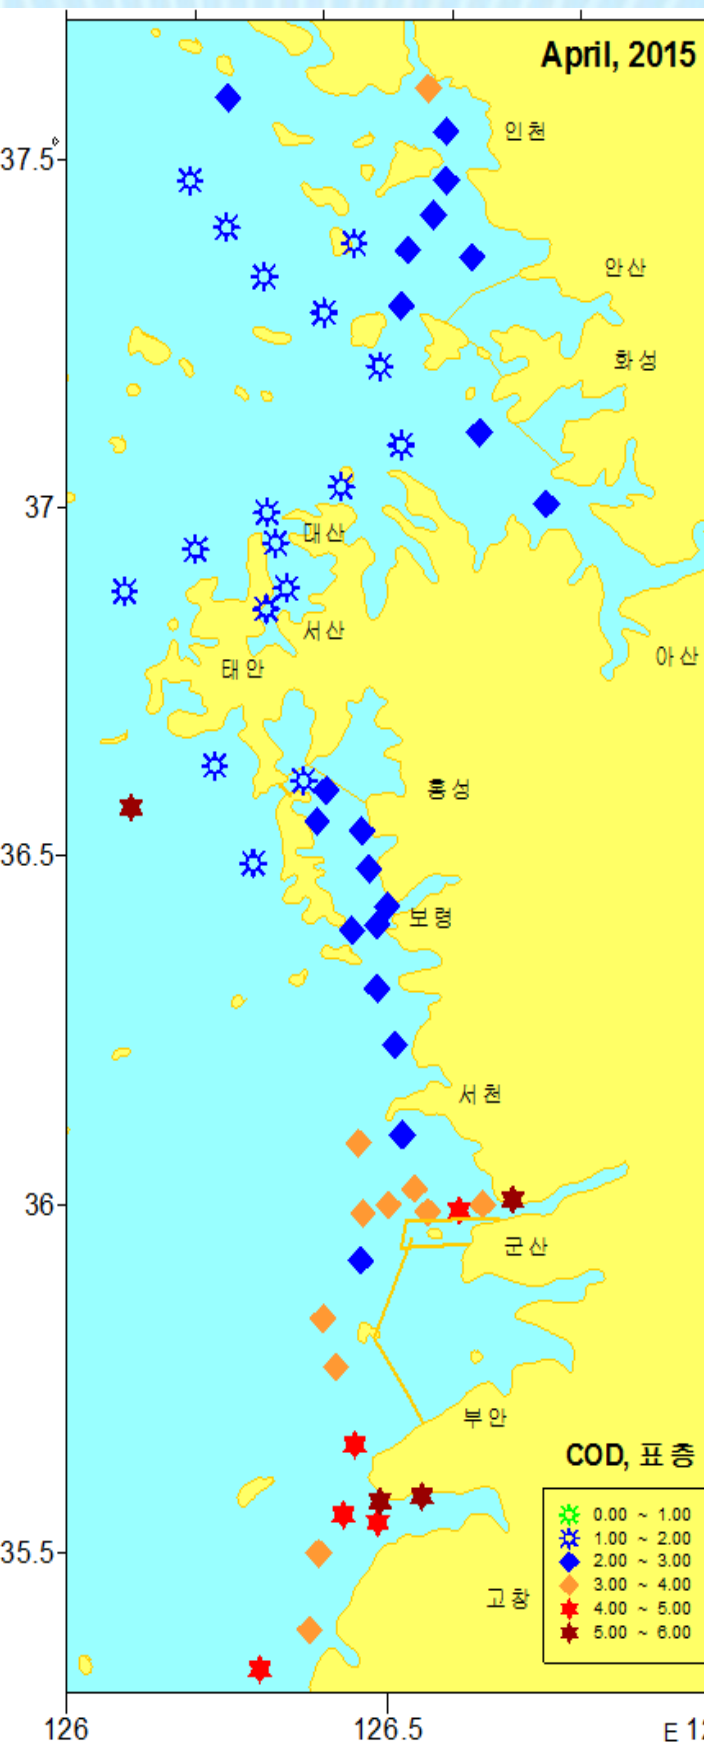 April, 2015
인천
37.5°
안산
화성
37
대산
서산
아산
태안
홍성
36.5
보령
서천
36
군산
부안
COD, 표층
0.00 ~ 1.00
1.00 ~ 2.00
35.5
2.00 ~ 3.00
3.00 ~ 4.00
고창
4.00 ~ 5.00
5.00 ~ 6.00
126
126.5
E